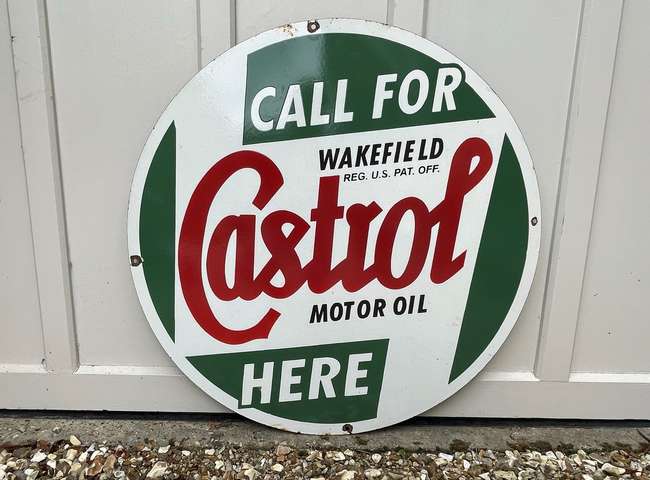 CALL FOR
WAKEFIELD
REG. U.S. PAT. OFF.
Castrol
MOTOR OIL
HERE